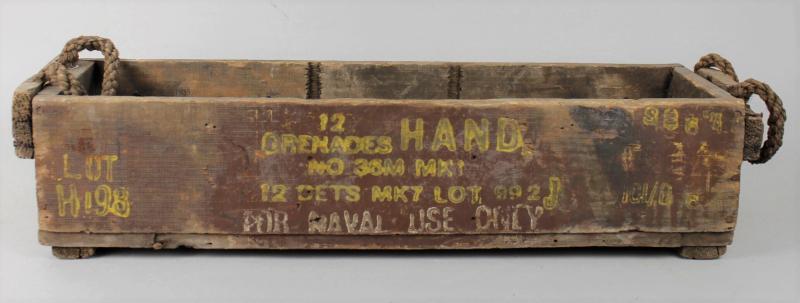 12
GRENADES HAND
NO 36M MK1
12 DETS MK7 LOT 992
FOR NAVAL USE ONLY
LOT
H198